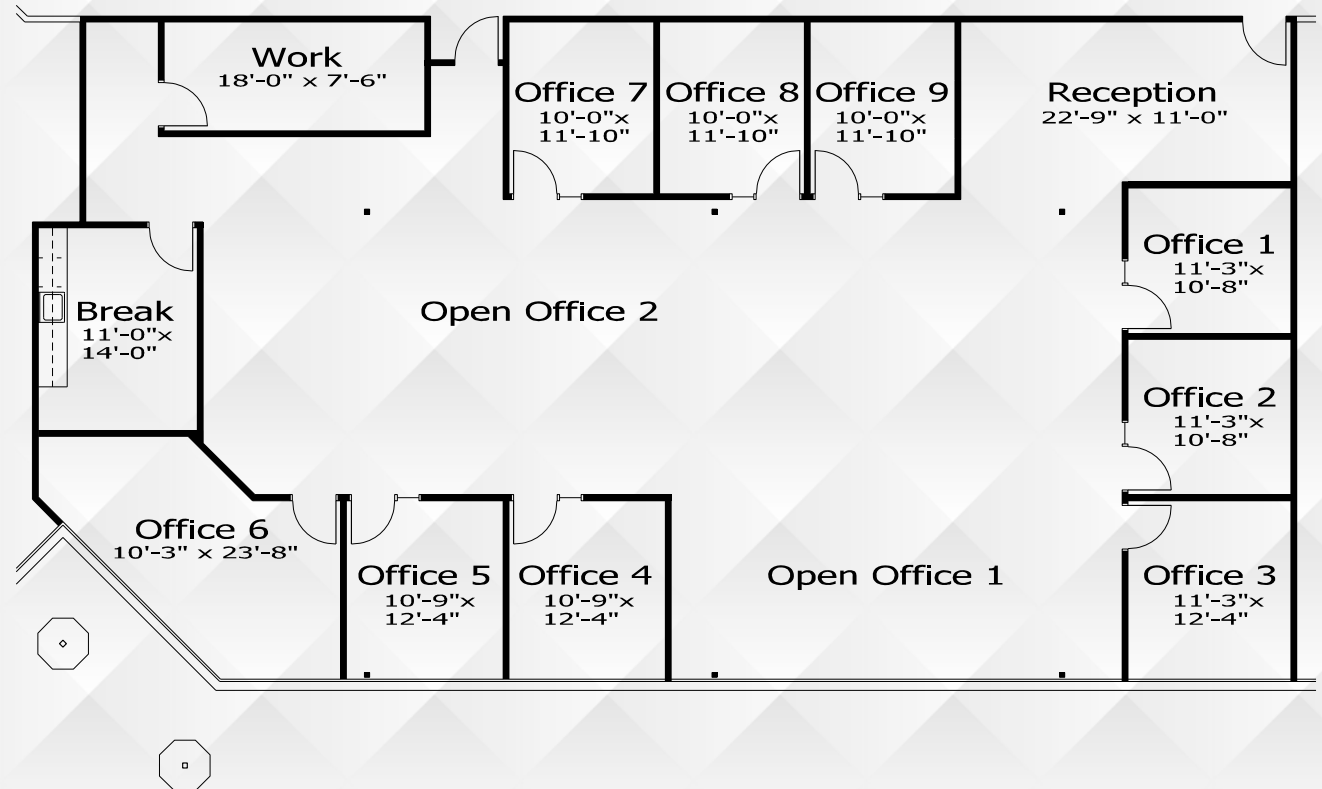 Work
18'-0" x 7'-6"
Office 7
10'-0"x
11'-10"
Office 8
10'-0"x
11'-10"
Office 9
10'-0"x
11'-10"
Reception
22'-9" x 11'-0"
Office 1
11'-3"x
10'-8"
Break
11'-0"x
14'-0"
Open Office 2
Office 2
11'-3"x
10'-8"
Office 6
10'-3" x 23'-8"
Office 5
10'-9"x
12'-4"
Office 4
10'-9"x
12'-4"
Open Office 1
Office 3
11'-3"x
12'-4"